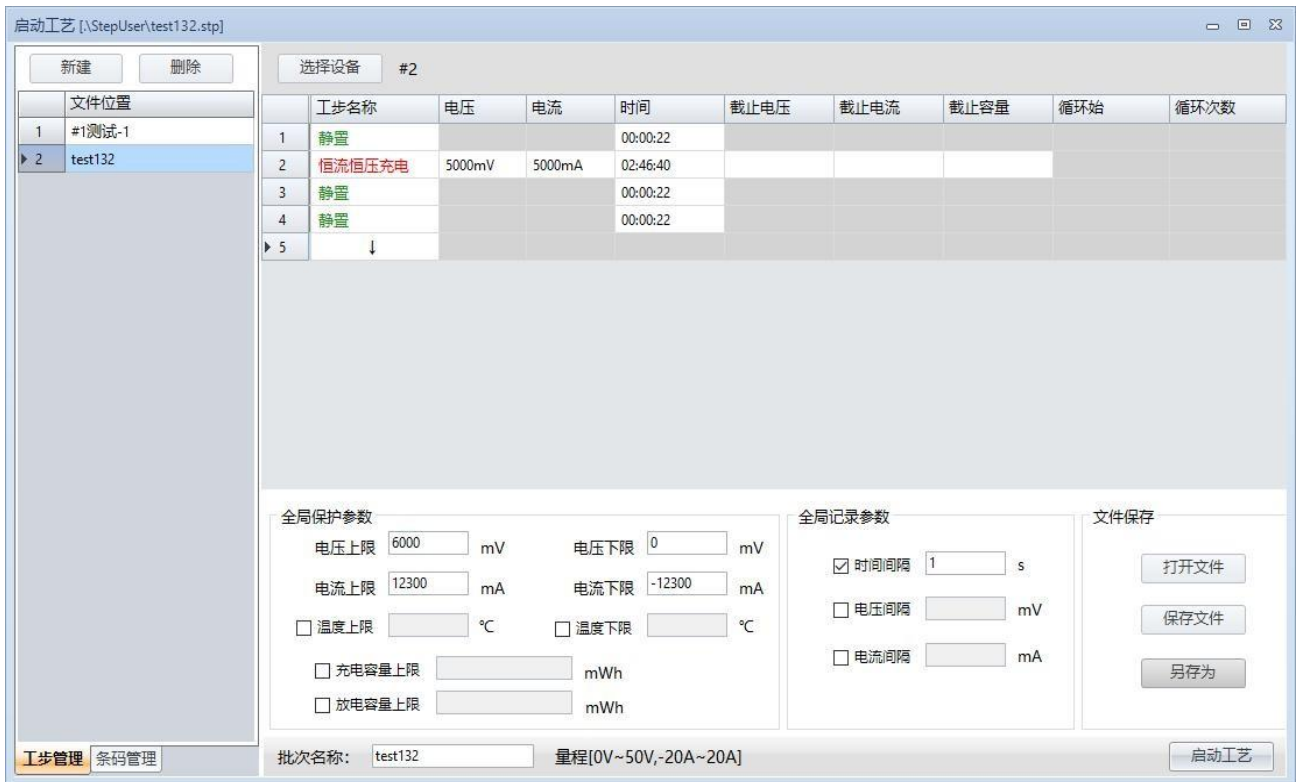 启动工艺 [.\StepUser\test132.stp]
新建 删除
文件位置
1 #1测试-1
2 test132
工步管理 条码管理
选择设备 #2
工步名称 电压 电流 时间 截止电压 截止电流 截止容量 循环始 循环次数
1 静置 00:00:22
2 恒流恒压充电 5000mV 5000mA 02:46:40
3 静置 00:00:22
4 静置 00:00:22
5 ↓
全局保护参数
电压上限 6000 mV 电压下限 0 mV
电流上限 12300 mA 电流下限 -12300 mA
温度上限 ℃ 温度下限 ℃
充电容量上限 mWh
放电容量上限 mWh
全局记录参数
时间间隔 1 s
电压间隔 mV
电流间隔 mA
文件保存
打开文件
保存文件
另存为
批次名称: test132 量程[0V~50V,-20A~20A] 启动工艺